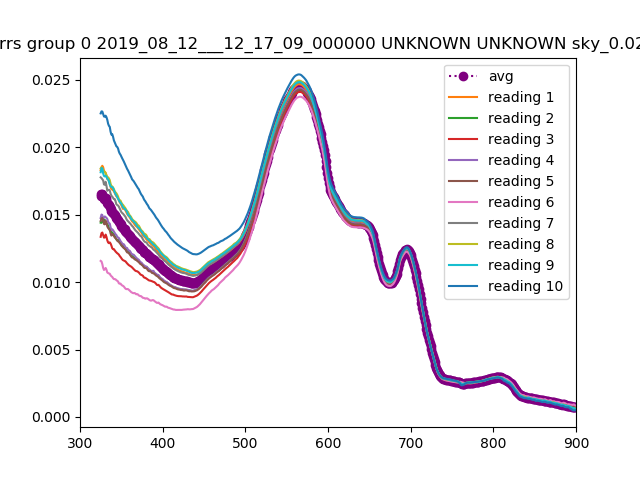 rrs group 0 2019_08_12___12_17_09_000000 UNKNOWN UNKNOWN sky_0.02
0.025
0.020
0.015
0.010
0.005
0.000
300 400 500 600 700 800 900
avg
reading 1
reading 2
reading 3
reading 4
reading 5
reading 6
reading 7
reading 8
reading 9
reading 10